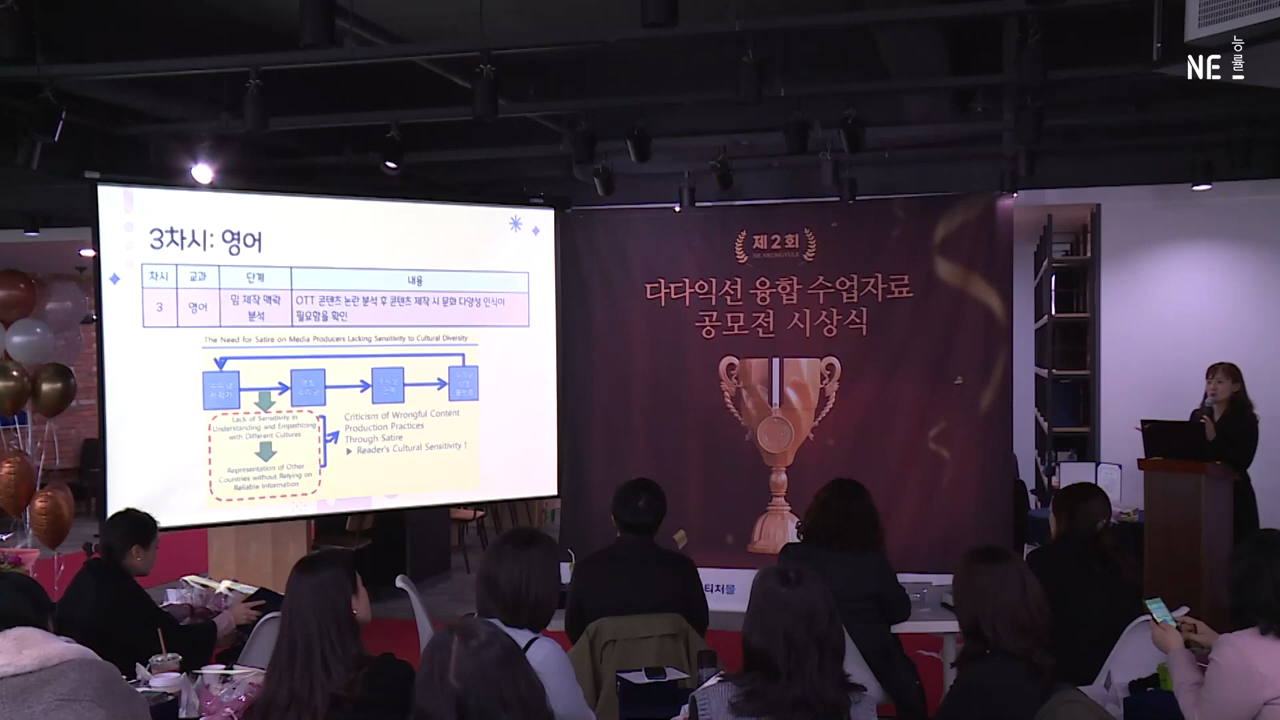 NE 능률
3차시: 영어
차시 교과 단계 내용
3 영어 밈 제작 맥락 분석 OTT 콘텐츠 논란 분석 후 콘텐츠 제작 시 문화 다양성 인식이
필요함을 확인
The Need for Satire on Media Producers Lacking Sensitivity to Cultural Diversity
Lack of Sensitivity in
Understanding and Empathizing
with Different Cultures
Representation of Other
Countries without Relying on
Reliable Information
Criticism of Wrongful Content
Production Practices
Through Satire
▶ Reader's Cultural Sensitivity ↑
제2회
NE NEUNGYULE
다다익선 융합 수업자료
공모전 시상식
티처몰